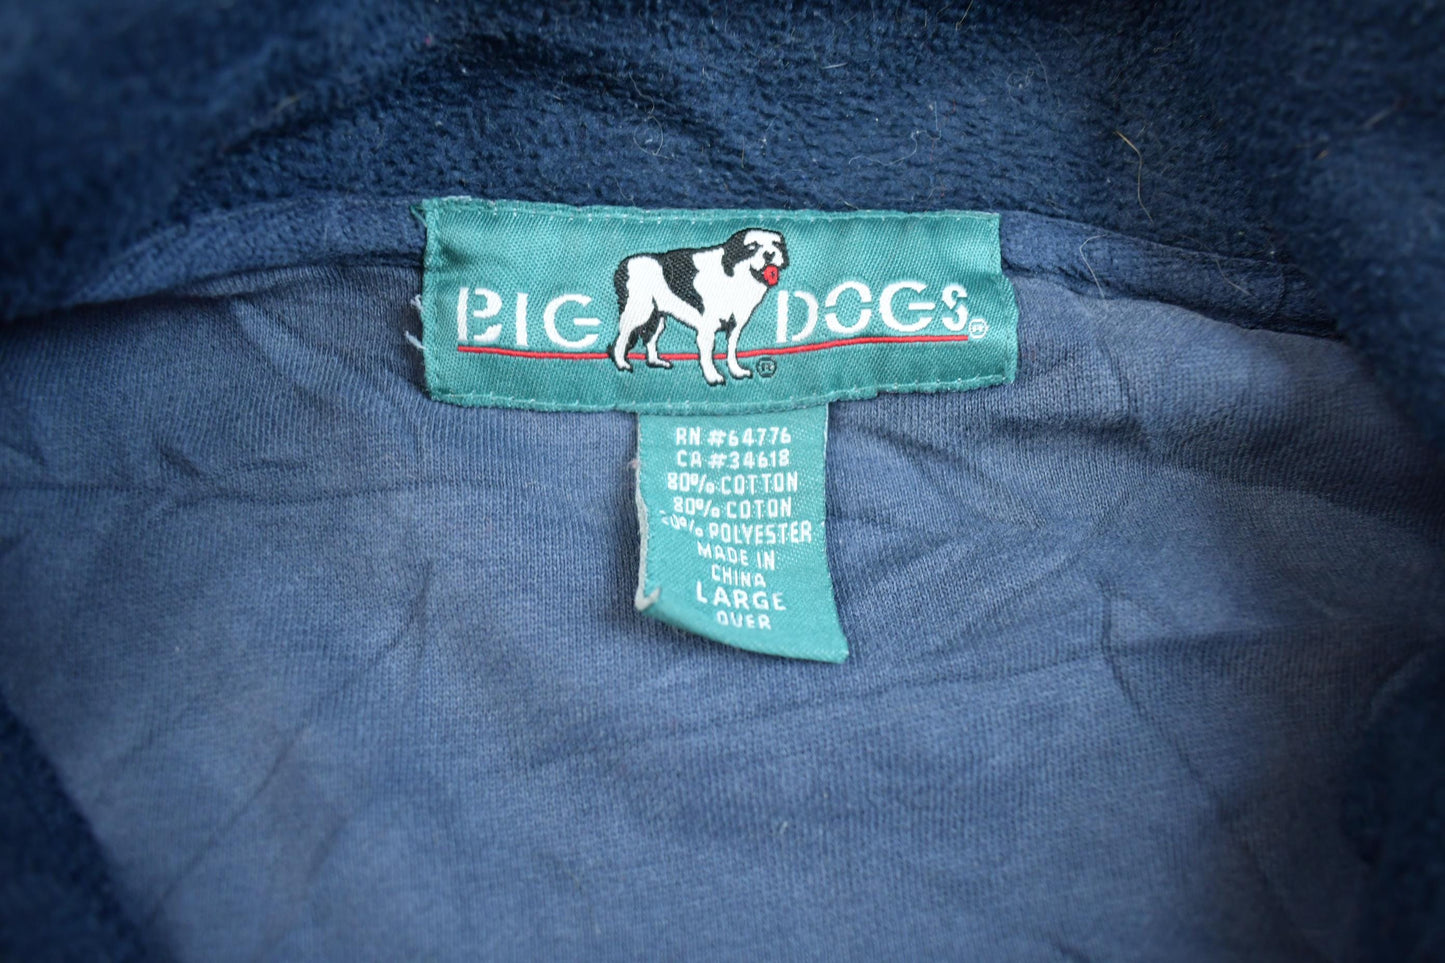 BIG DOGS®
®
RN #64776
CA #34618
80% COTTON
80% COTON
POLYESTER
MADE IN
CHINA
LARGE
OVER